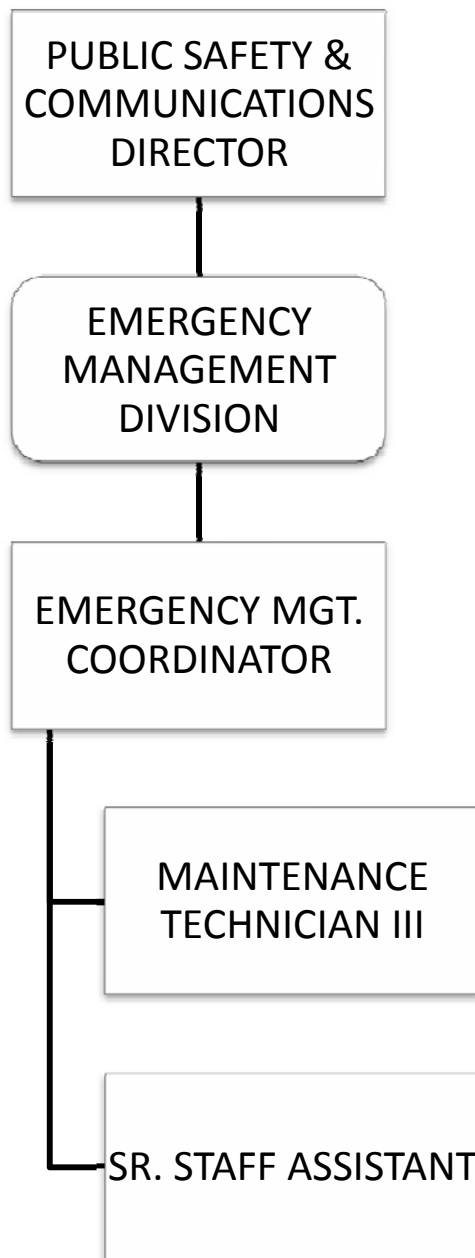 PUBLIC SAFETY &
COMMUNICATIONS
DIRECTOR
EMERGENCY
MANAGEMENT
DIVISION
EMERGENCY MGT.
COORDINATOR
MAINTENANCE
TECHNICIAN III
SR. STAFF ASSISTANT